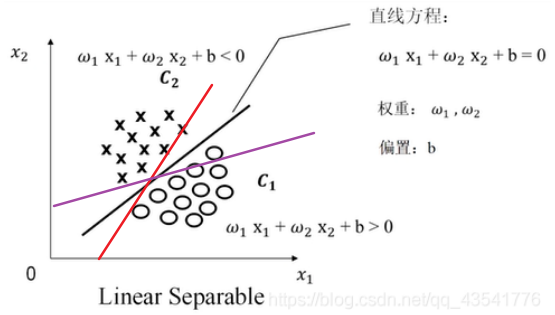 直线方程：
x₂
ω₁ x₁ + ω₂ x₂ + b < 0
C₂
ω₁ x₁ + ω₂ x₂ + b = 0
x x x x x x x x x x x
权重： ω₁ , ω₂
偏置： b
C₁
ω₁ x₁ + ω₂ x₂ + b > 0
0
x₁
Linear Separable
https://blog.csdn.net/qq_43541776